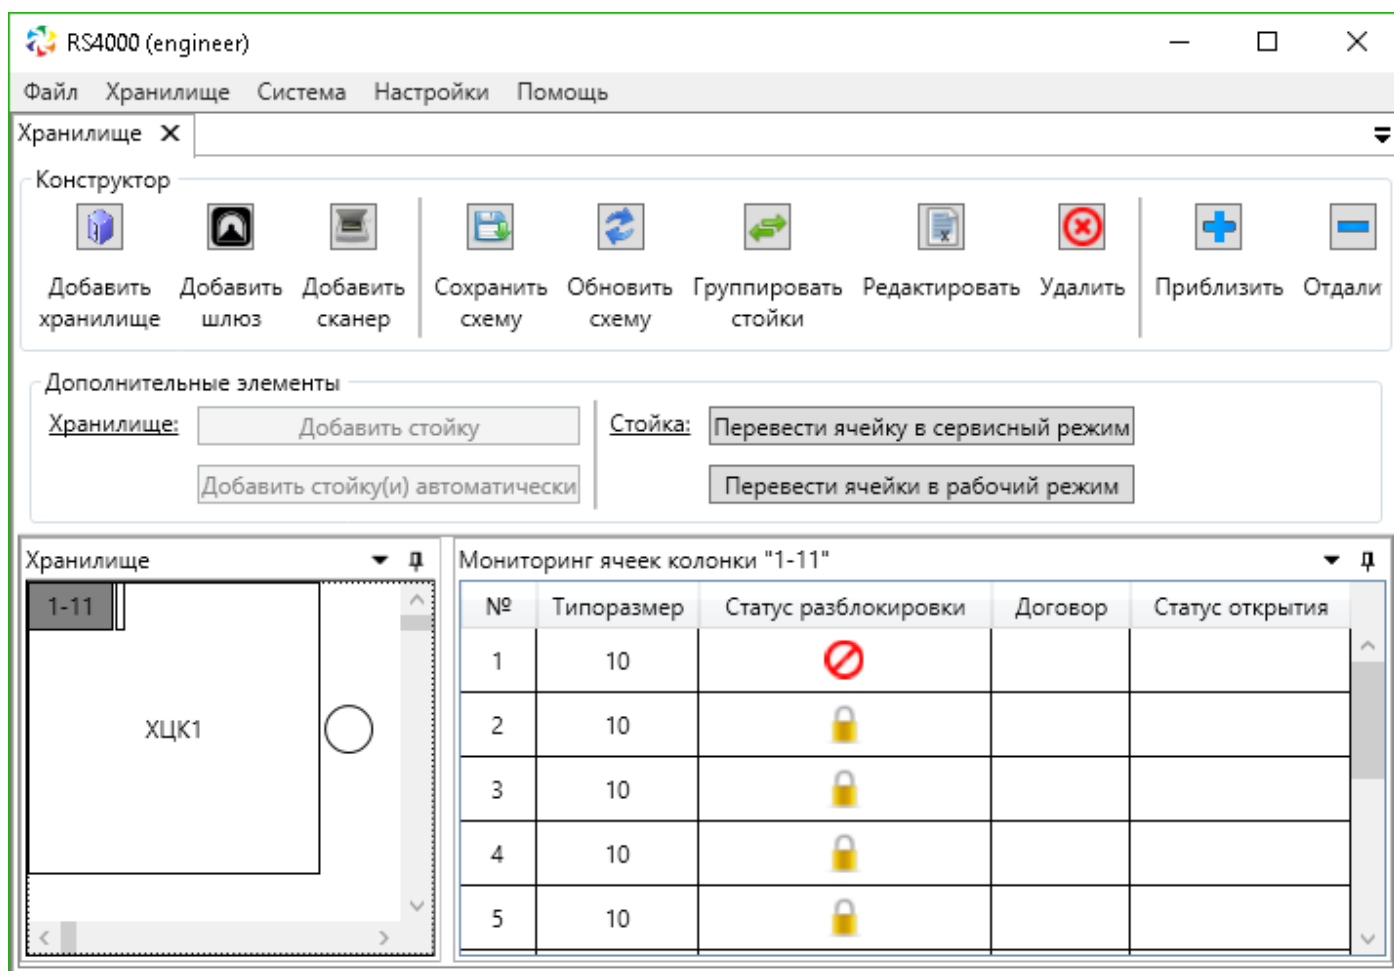 RS4000 (engineer)
Файл Хранилище Система Настройки Помощь
Хранилище
Конструктор
Добавить хранилище
Добавить шлюз
Добавить сканер
Сохранить схему
Обновить схему
Группировать стойки
Редактировать
Удалить
Приблизить
Отдали
Дополнительные элементы
Хранилище:
Добавить стойку
Добавить стойку(и) автоматически
Стойка:
Перевести ячейку в сервисный режим
Перевести ячейки в рабочий режим
Хранилище
1-11
ХЦК1
Мониторинг ячеек колонки "1-11"
№ Типоразмер Статус разблокировки Договор Статус открытия
1 10
2 10
3 10
4 10
5 10